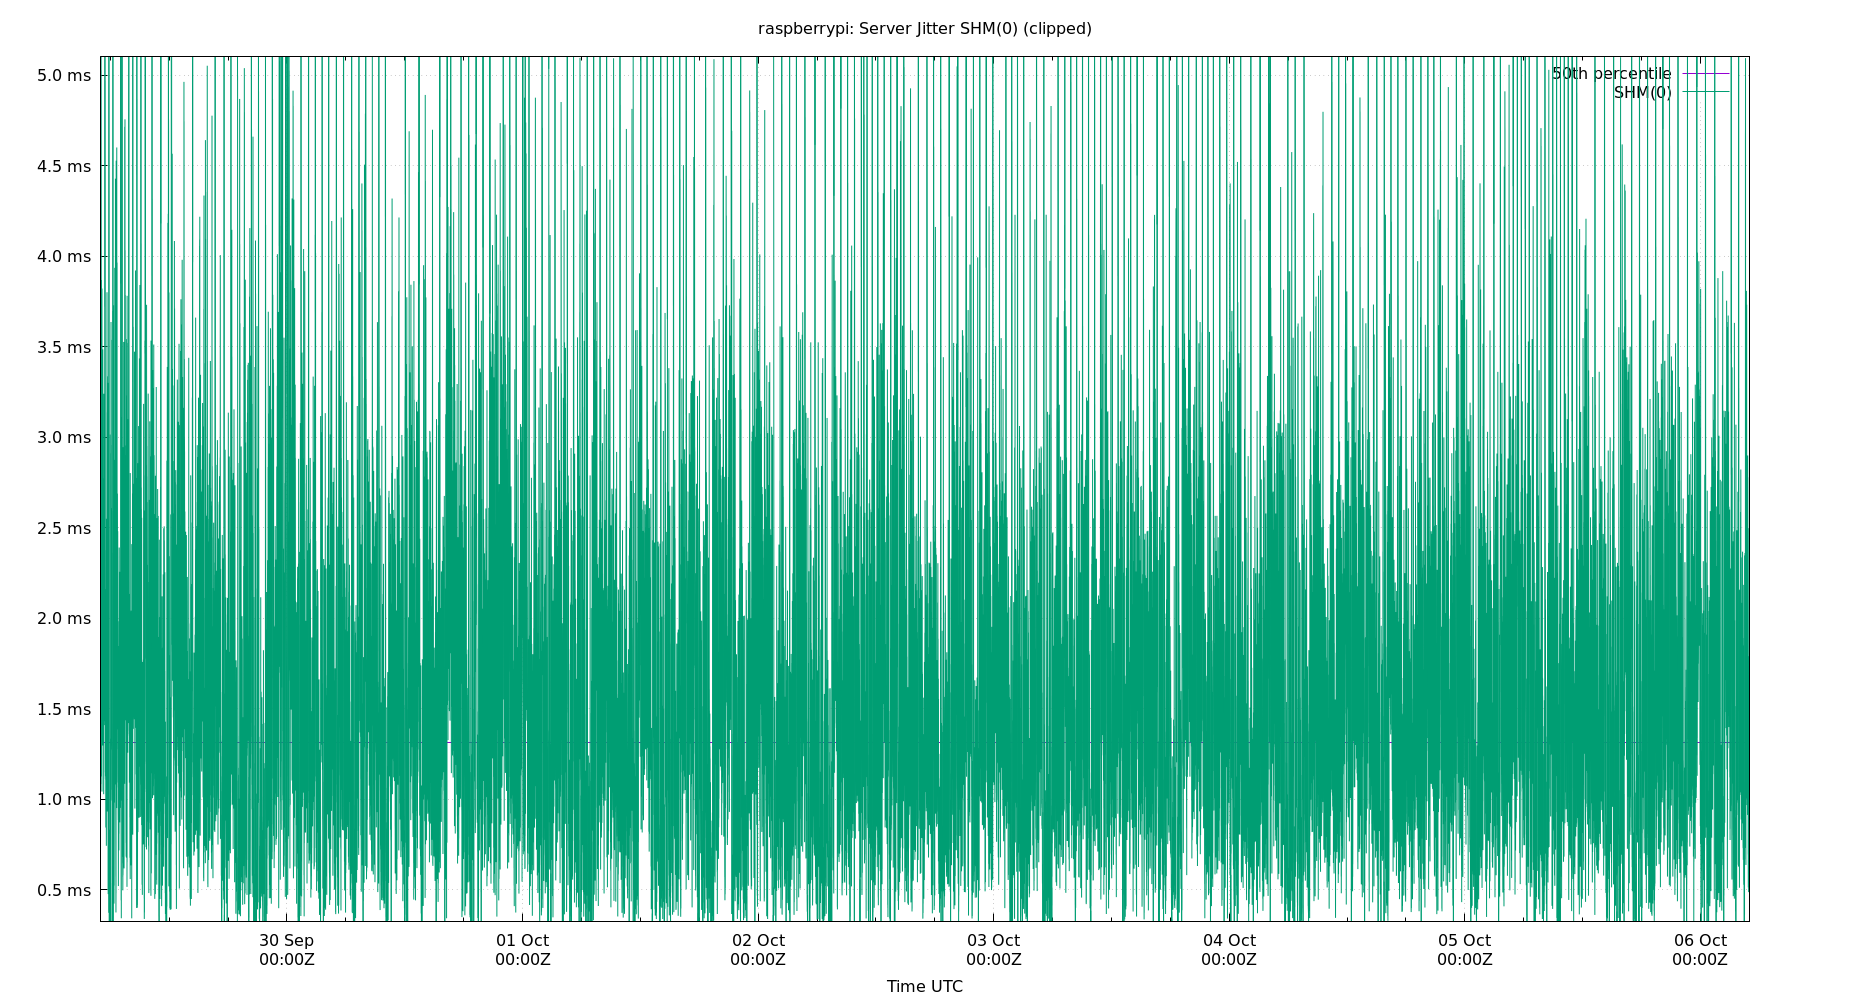 raspberrypi: Server Jitter SHM(0) (clipped)
5.0 ms
50th percentile
SHM(0)
4.5 ms
4.0 ms
3.5 ms
3.0 ms
2.5 ms
2.0 ms
1.5 ms
1.0 ms
0.5 ms
30 Sep 01 Oct 02 Oct 03 Oct 04 Oct 05 Oct 06 Oct
00:00Z 00:00Z 00:00Z 00:00Z 00:00Z 00:00Z 00:00Z
Time UTC